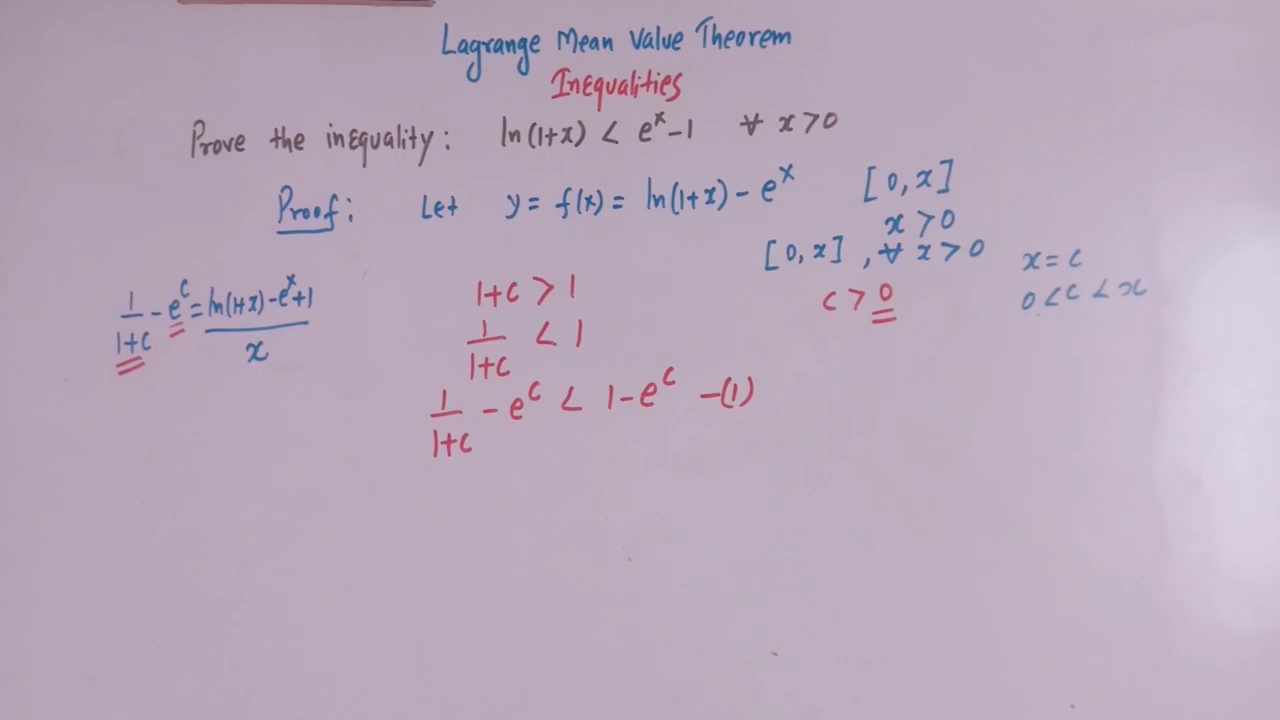 Lagrange Mean Value Theorem
Inequalities
Prove the inequality: ln(1+x) < e^x - 1 ∀ x > 0
Proof: Let y = f(x) = ln(1+x) - e^x [0, x]
x > 0
[0, x], ∀ x > 0
x = c
c > 0
0 < c < x
1/(1+c) - e^c = (ln(1+x) - e^x + 1)/x
1+c > 1
1/(1+c) < 1
1/(1+c) - e^c < 1 - e^c -(1)